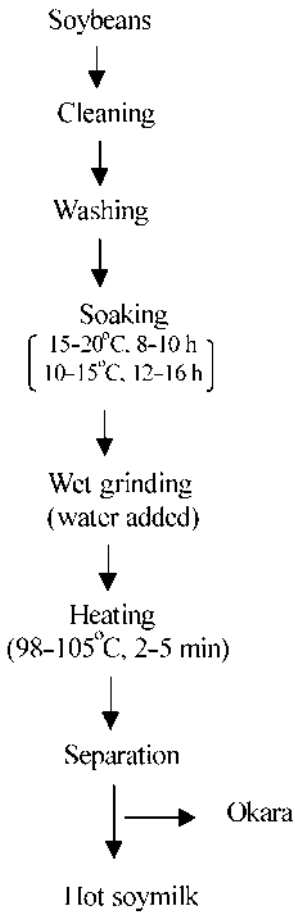 Soybeans
Cleaning
Washing
Soaking
15–20°C, 8–10 h
10–15°C, 12–16 h
Wet grinding
(water added)
Heating
(98–105°C, 2–5 min)
Separation
Okara
Hot soymilk